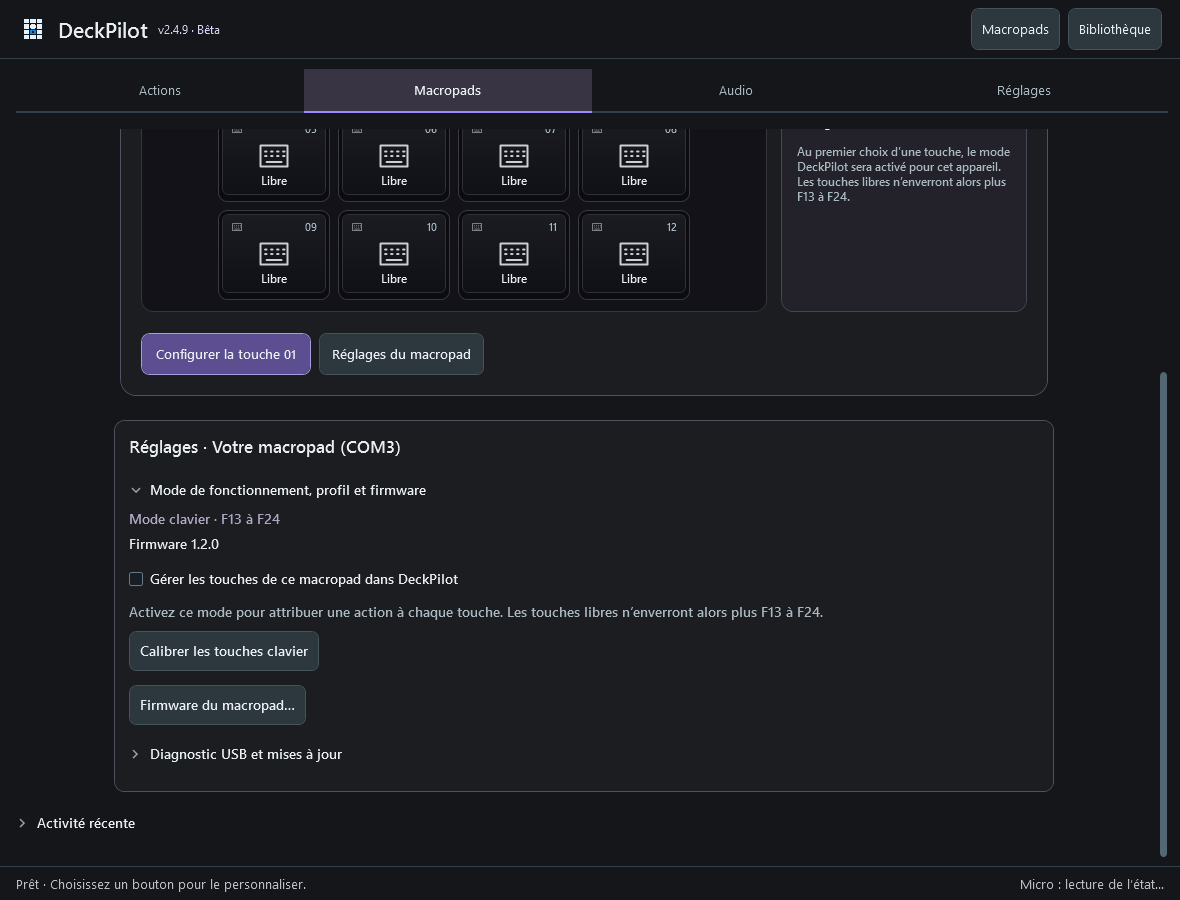 DeckPilot v2.4.9 · Bêta
Macropads
Bibliothèque
Actions
Macropads
Audio
Réglages
05
06
07
08
Libre
Libre
Libre
Libre
Au premier choix d’une touche, le mode
DeckPilot sera activé pour cet appareil.
Les touches libres n’enverront alors plus
F13 à F24.
09
10
11
12
Libre
Libre
Libre
Libre
Configurer la touche 01
Réglages du macropad
Réglages · Votre macropad (COM3)
Mode de fonctionnement, profil et firmware
Mode clavier · F13 à F24
Firmware 1.2.0
Gérer les touches de ce macropad dans DeckPilot
Activez ce mode pour attribuer une action à chaque touche. Les touches libres n’enverront alors plus F13 à F24.
Calibrer les touches clavier
Firmware du macropad...
Diagnostic USB et mises à jour
Activité récente
Prêt · Choisissez un bouton pour le personnaliser.
Micro : lecture de l'état...